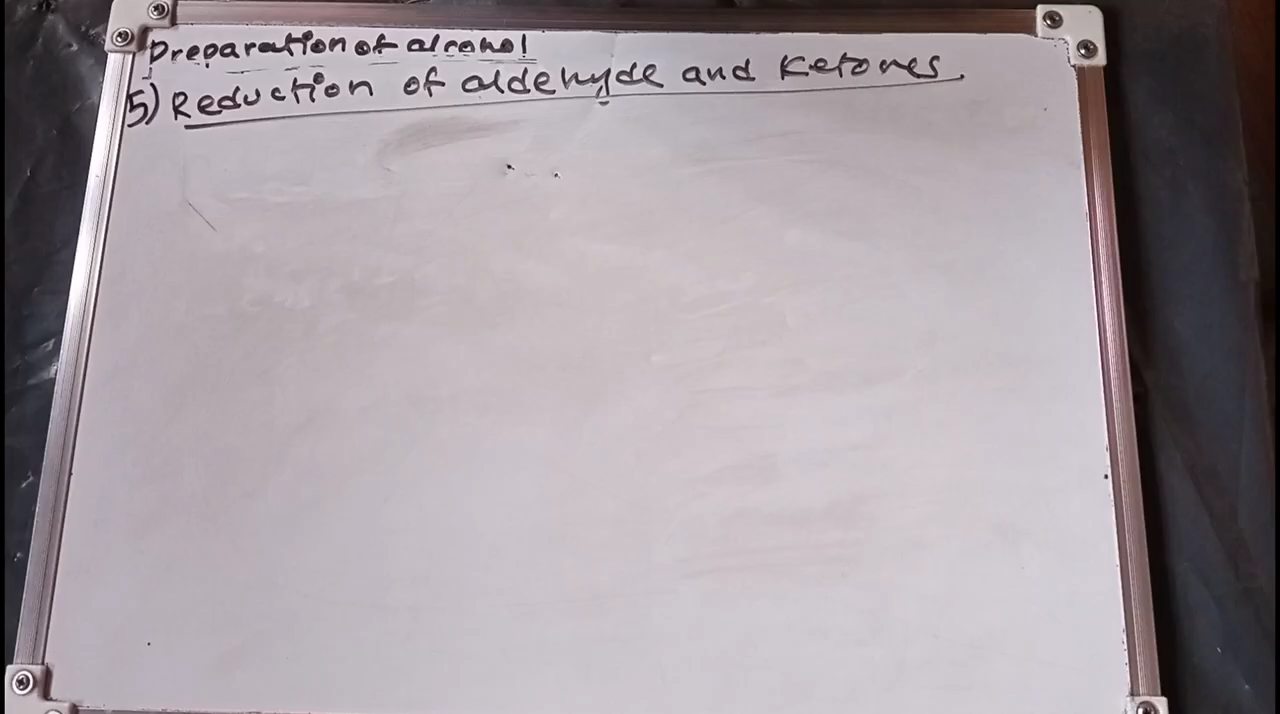 Preparation of alcohol
5) Reduction of aldehyde and Ketones.